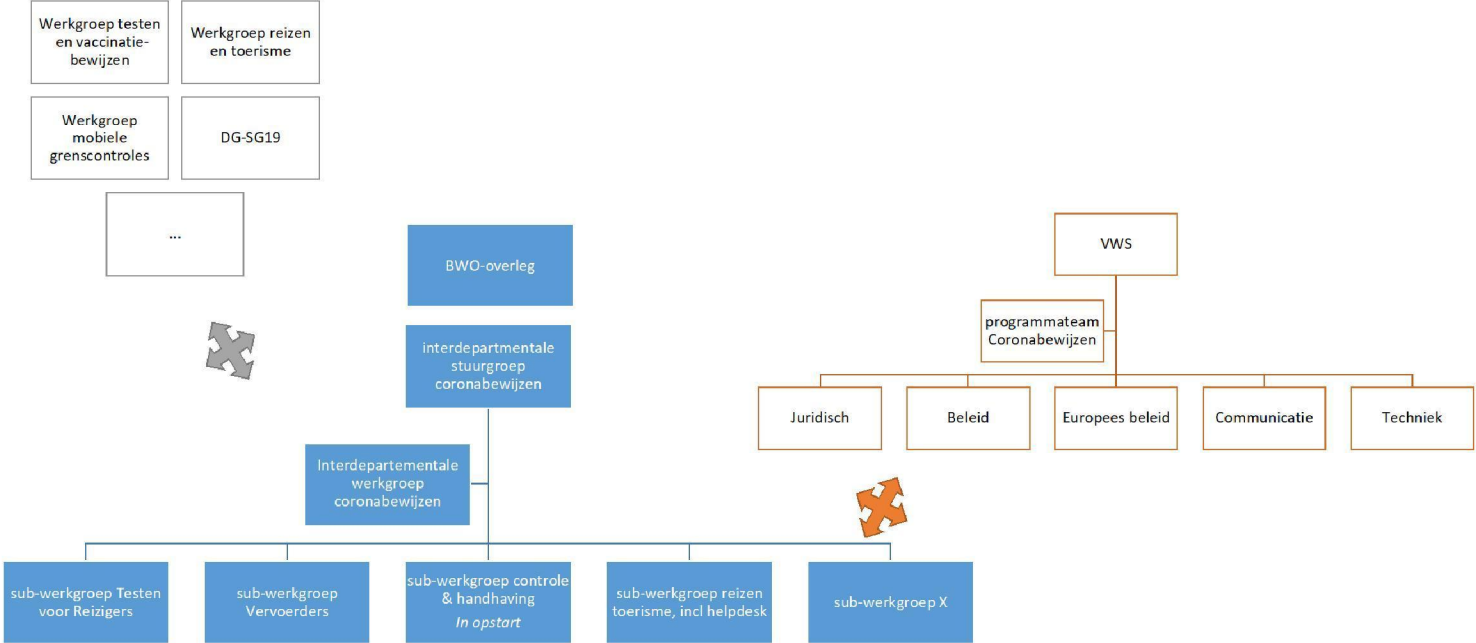 Werkgroep testen
en vaccinatie-
bewijzen
Werkgroep reizen
en toerisme
Werkgroep
mobiele
grenscontroles
DG-SG19
...
BWO-overleg
interdepartmentale
stuurgroep
coronabewijzen
Interdepartementale
werkgroep
coronabewijzen
sub-werkgroep Testen
voor Reizigers
sub-werkgroep
Vervoerders
sub-werkgroep controle
& handhaving
In opstart
sub-werkgroep reizen
toerisme, incl helpdesk
sub-werkgroep X
VWS
programmateam
Coronabewijzen
Juridisch
Beleid
Europees beleid
Communicatie
Techniek